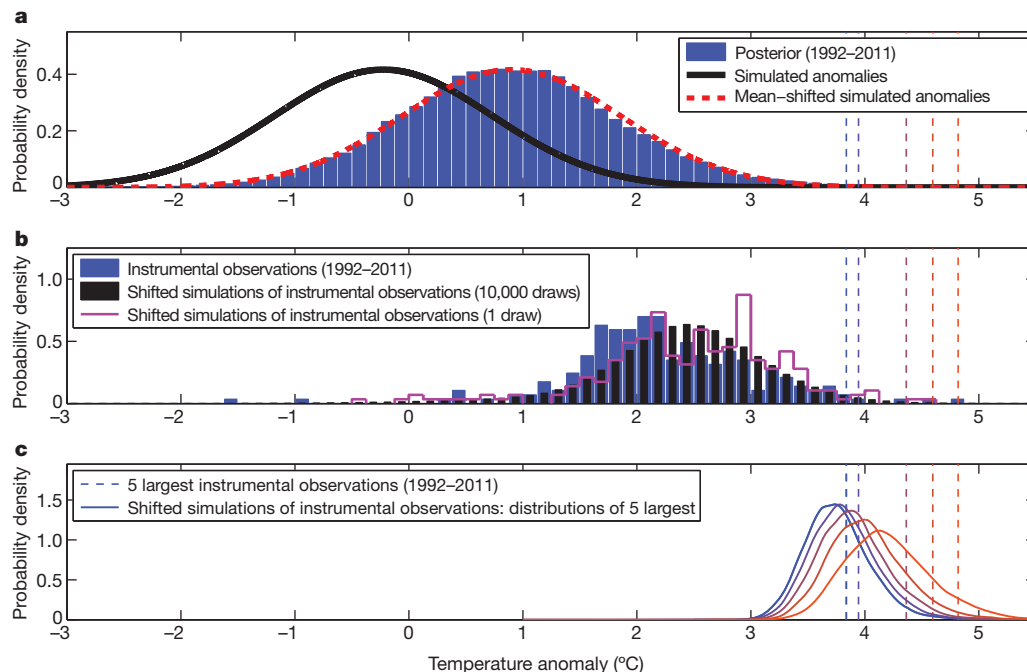 a
Probability density
0.4
0.2
0
Posterior (1992–2011)
Simulated anomalies
Mean–shifted simulated anomalies
−3 −2 −1 0 1 2 3 4 5
b
Probability density
1.0
0.5
0
Instrumental observations (1992–2011)
Shifted simulations of instrumental observations (10,000 draws)
Shifted simulations of instrumental observations (1 draw)
−3 −2 −1 0 1 2 3 4 5
c
Probability density
1.5
1.0
0.5
0
5 largest instrumental observations (1992–2011)
Shifted simulations of instrumental observations: distributions of 5 largest
−3 −2 −1 0 1 2 3 4 5
Temperature anomaly (ºC)